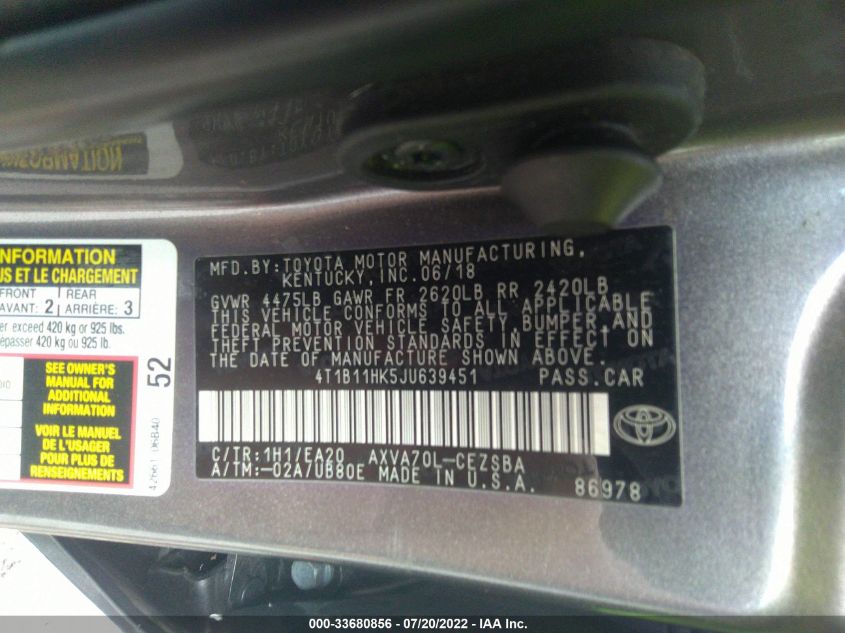 INFORMATION
US ET LE CHARGEMENT
FRONT
AVANT: 2
REAR
ARRIÈRE: 3
er exceed 420 kg or 925 lbs.
épasser 420 kg ou 925 lb.
SEE OWNER'S
MANUAL FOR
ADDITIONAL
INFORMATION
VOIR LE MANUEL
DE L'USAGER
POUR PLUS DE
RENSEIGNEMENTS
52
42661 06B40
MFD.BY: TOYOTA MOTOR MANUFACTURING,
KENTUCKY, INC. 06/18
GVWR 4475LB GAWR FR 2620LB RR 2420LB
THIS VEHICLE CONFORMS TO ALL APPLICABLE
FEDERAL MOTOR VEHICLE SAFETY, BUMPER, AND
THEFT PREVENTION STANDARDS IN EFFECT ON
THE DATE OF MANUFACTURE SHOWN ABOVE.
4T1B11HK5JU639451 PASS.CAR
C/TR: 1H1/EA20 AXVA70L-CEZSBA
A/TM: -02A7UB80E MADE IN U.S.A.
86978
000-33680856 - 07/20/2022 - IAA Inc.